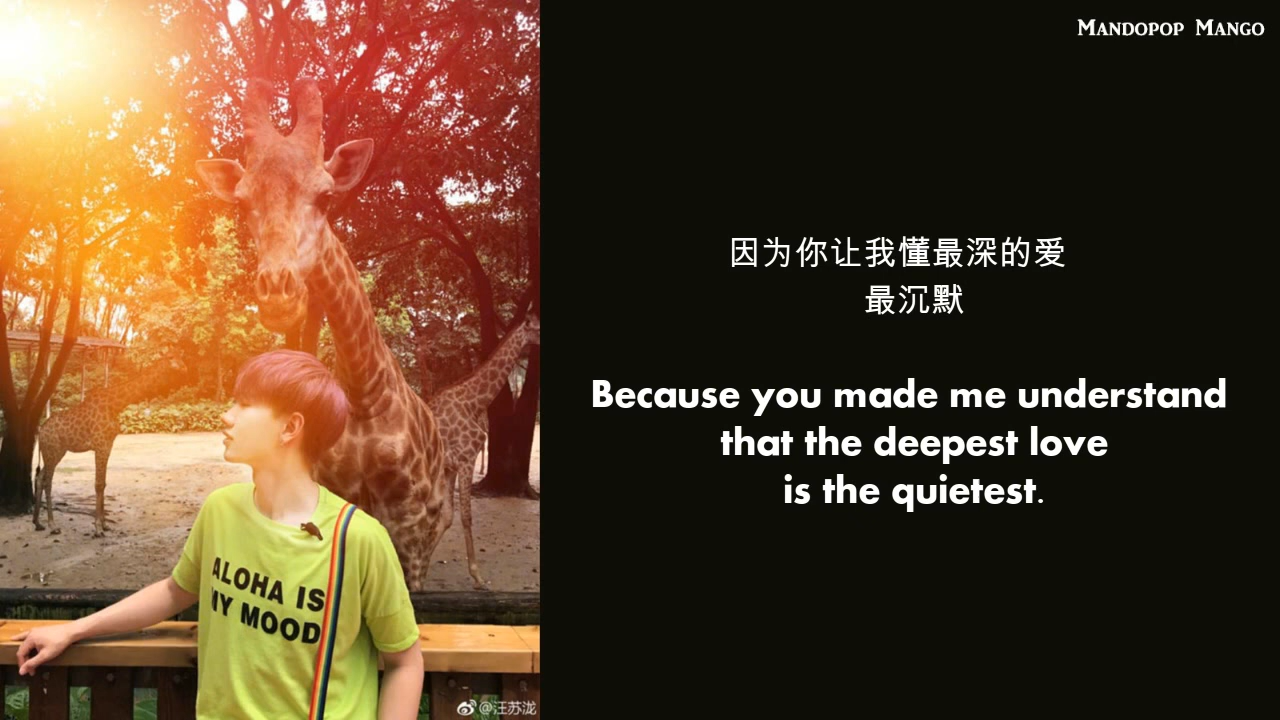 Mandopop Mango
因为你让我懂最深的爱
最沉默
Because you made me understand
that the deepest love
is the quietest.
ALOHA IS
MY MOOD
@汪苏泷